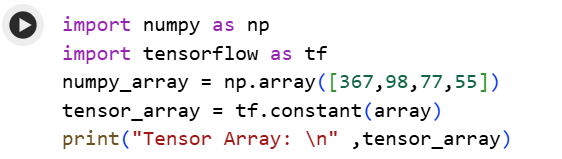 import numpy as np
import tensorflow as tf
numpy_array = np.array([367,98,77,55])
tensor_array = tf.constant(array)
print("Tensor Array: \n" ,tensor_array)